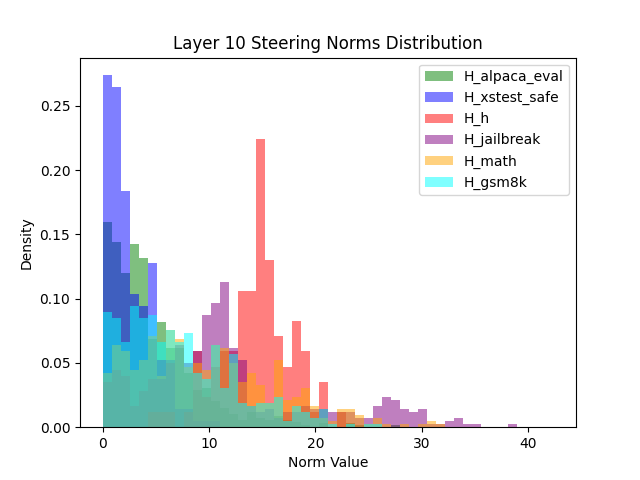 Layer 10 Steering Norms Distribution
H_alpaca_eval
H_xstest_safe
H_h
H_jailbreak
H_math
H_gsm8k
0.25
0.20
0.15
0.10
0.05
0.00
Density
0 10 20 30 40
Norm Value